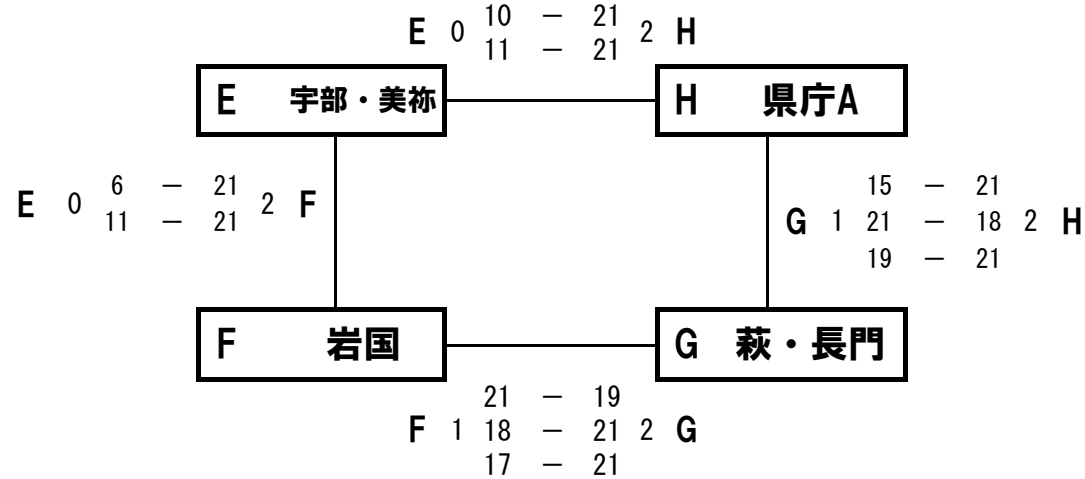 10 － 21
E 0 2 H
11 － 21
E 宇部・美祢
H 県庁A
6 － 21
E 0 2 F
11 － 21
15 － 21
G 1 21 － 18 2 H
19 － 21
F 岩国
G 萩・長門
21 － 19
F 1 18 － 21 2 G
17 － 21